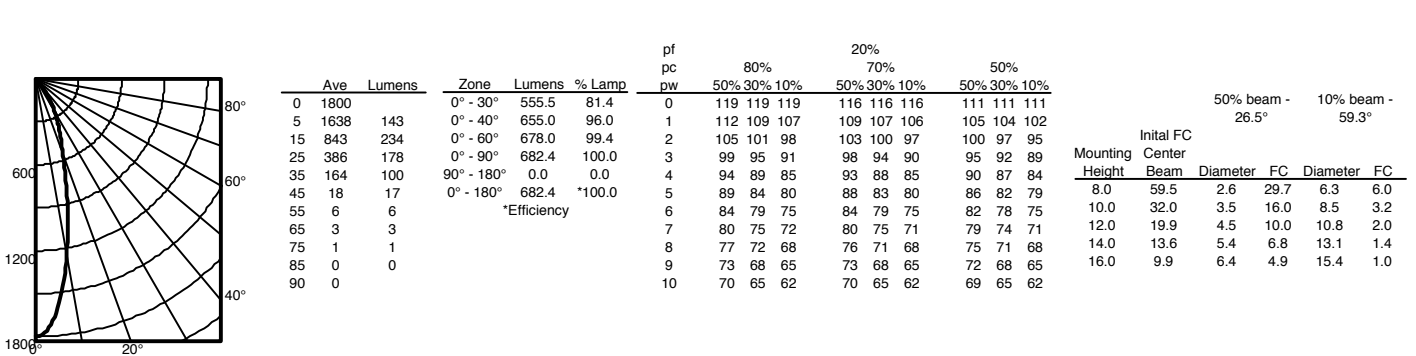 600
1200
1800
0°
20°
40°
60°
80°
Ave Lumens
0 1800
5 1638 143
15 843 234
25 386 178
35 164 100
45 18 17
55 6 6
65 3 3
75 1 1
85 0 0
90 0
Zone Lumens % Lamp
0° - 30° 555.5 81.4
0° - 40° 655.0 96.0
0° - 60° 678.0 99.4
0° - 90° 682.4 100.0
90° - 180° 0.0 0.0
0° - 180° 682.4 *100.0
*Efficiency
pf 20%
pc 80% 70% 50%
pw 50% 30% 10% 50% 30% 10% 50% 30% 10%
0 119 119 119 116 116 116 111 111 111
1 112 109 107 109 107 106 105 104 102
2 105 101 98 103 100 97 100 97 95
3 99 95 91 98 94 90 95 92 89
4 94 89 85 93 88 85 90 87 84
5 89 84 80 88 83 80 86 82 79
6 84 79 75 84 79 75 82 78 75
7 80 75 72 80 75 71 79 74 71
8 77 72 68 76 71 68 75 71 68
9 73 68 65 73 68 65 72 68 65
10 70 65 62 70 65 62 69 65 62
50% beam - 10% beam -
26.5° 59.3°
Inital FC
Mounting Center
Height Beam Diameter FC Diameter FC
8.0 59.5 2.6 29.7 6.3 6.0
10.0 32.0 3.5 16.0 8.5 3.2
12.0 19.9 4.5 10.0 10.8 2.0
14.0 13.6 5.4 6.8 13.1 1.4
16.0 9.9 6.4 4.9 15.4 1.0